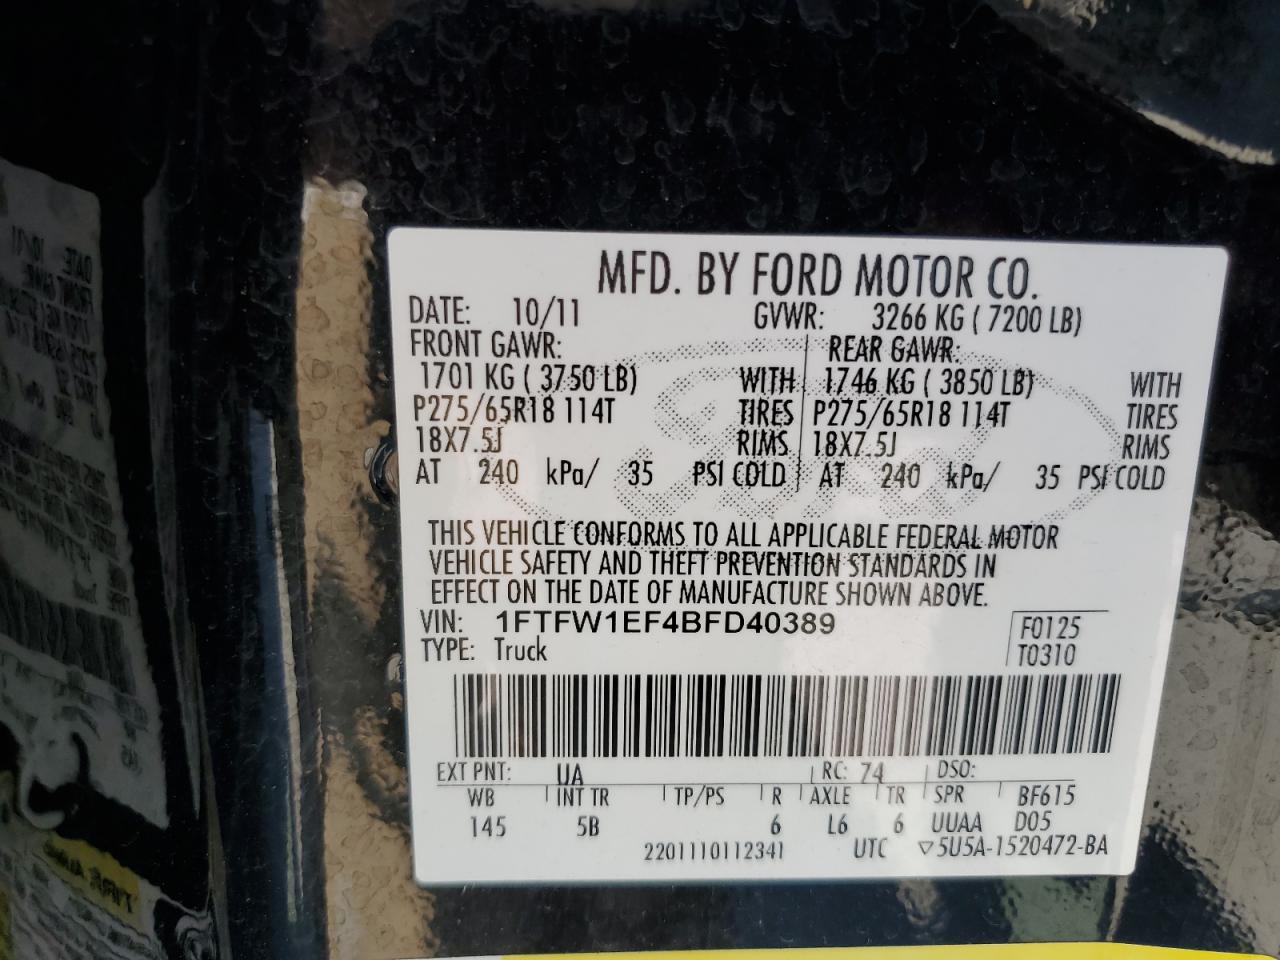 MFD. BY FORD MOTOR CO.
DATE: 10/11 GVWR: 3266 KG ( 7200 LB)
FRONT GAWR: REAR GAWR:
1701 KG ( 3750 LB) WITH 1746 KG ( 3850 LB) WITH
P275/65R18 114T TIRES P275/65R18 114T TIRES
18X7.5J RIMS 18X7.5J RIMS
AT 240 kPa/ 35 PSI COLD AT 240 kPa/ 35 PSI COLD
THIS VEHICLE CONFORMS TO ALL APPLICABLE FEDERAL MOTOR
VEHICLE SAFETY AND THEFT PREVENTION STANDARDS IN
EFFECT ON THE DATE OF MANUFACTURE SHOWN ABOVE.
VIN: 1FTFW1EF4BFD40389 F0125
TYPE: Truck T0310
EXT PNT: UA RC: 74 DSO:
WB INT TR TP/PS R AXLE TR SPR BF615
145 5B 6 L6 6 UUAA D05
2201110112341 UTC ▽5U5A-1520472-BA